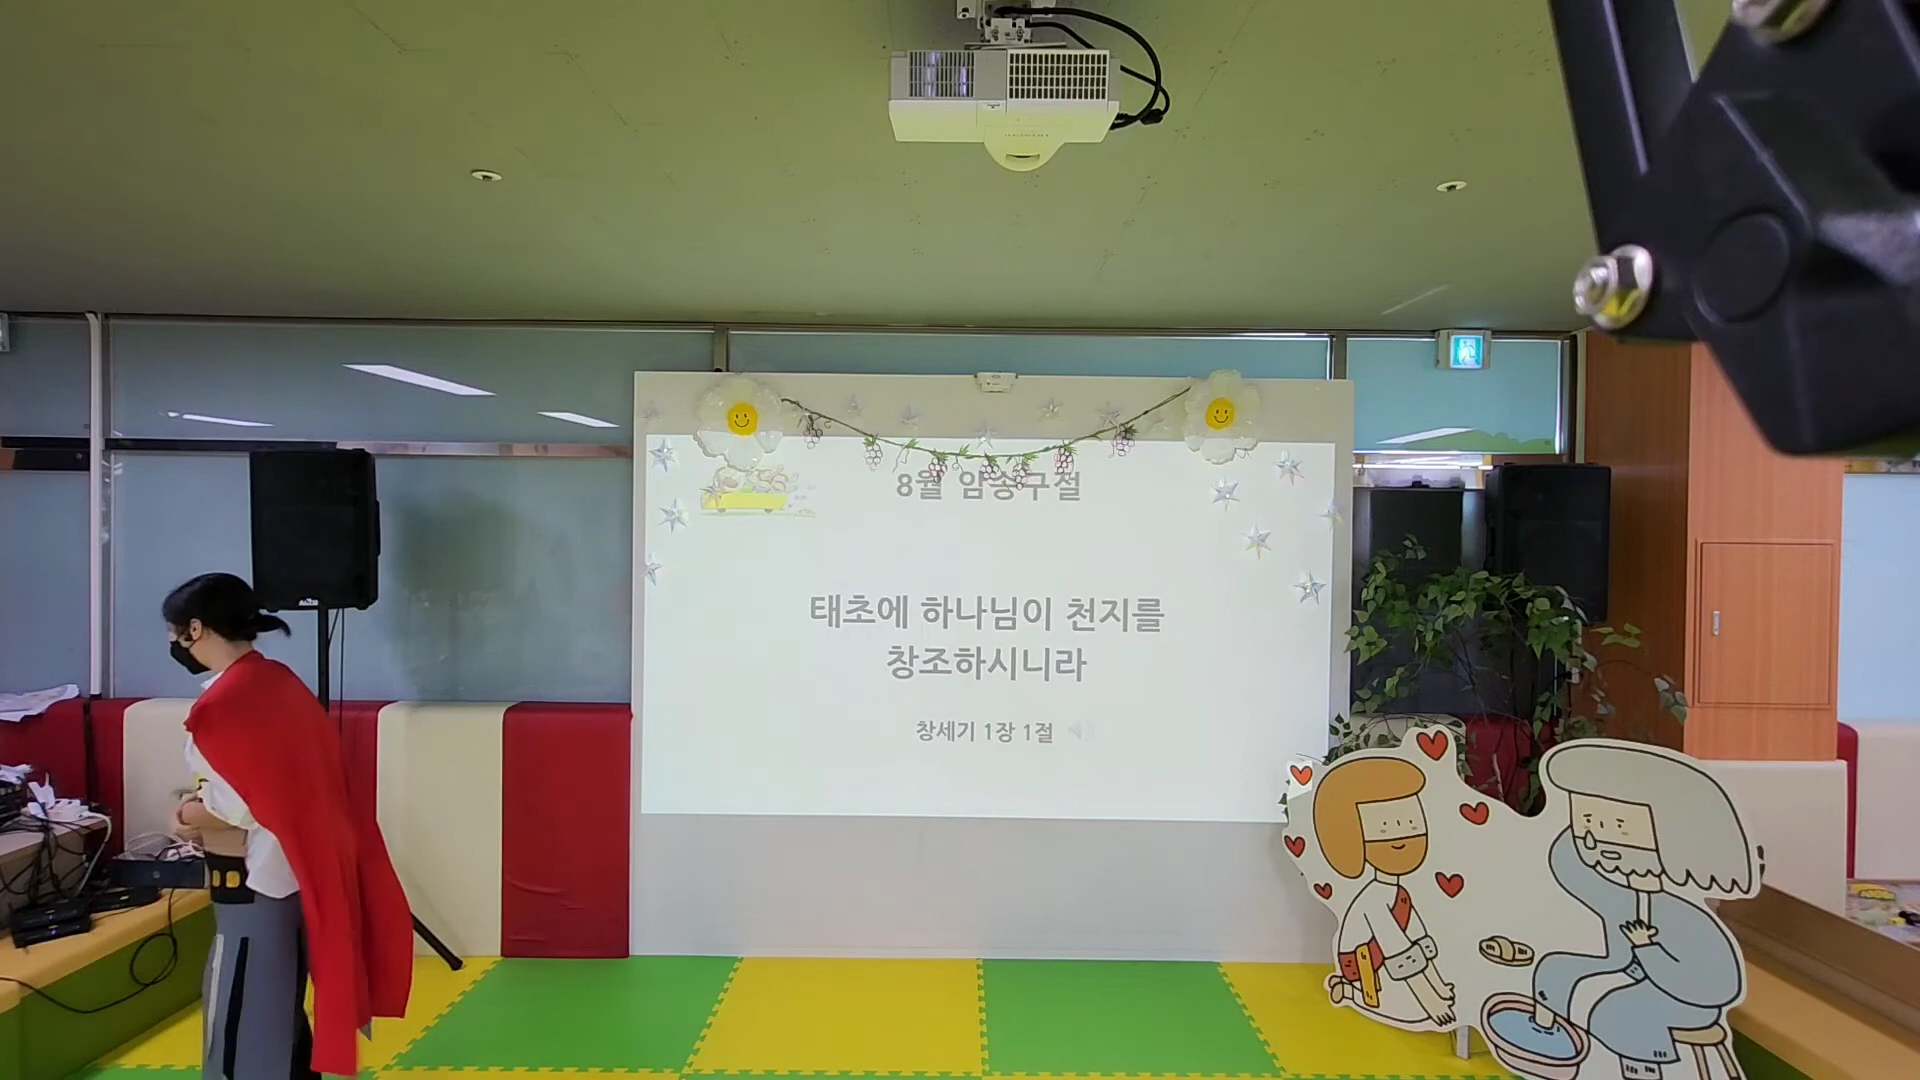 8월 암송구절
태초에 하나님이 천지를
창조하시니라
창세기 1장 1절